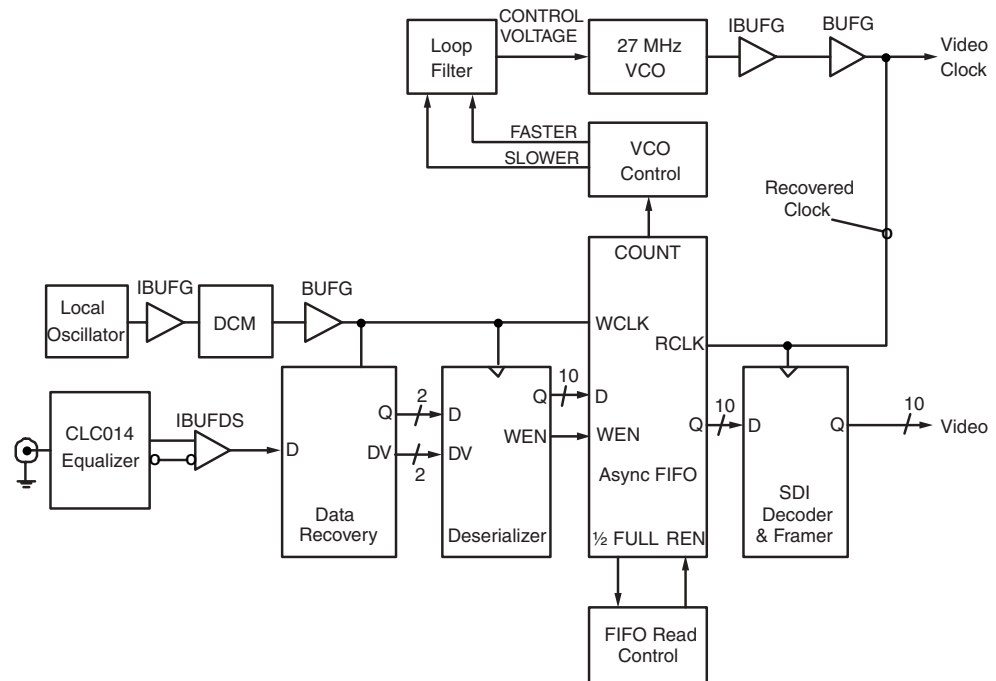 CONTROL
VOLTAGE
IBUFG
BUFG
Loop
Filter
27 MHz
VCO
Video
Clock
FASTER
SLOWER
VCO
Control
Recovered
Clock
COUNT
IBUFG
BUFG
Local
Oscillator
DCM
WCLK
RCLK
CLC014
Equalizer
IBUFDS
D
Q
2
DV
2
Data
Recovery
D
DV
Q
10
WEN
Deserializer
D
WEN
Q
10
Async FIFO
½ FULL
REN
D
Q
10
Video
SDI
Decoder
& Framer
FIFO Read
Control